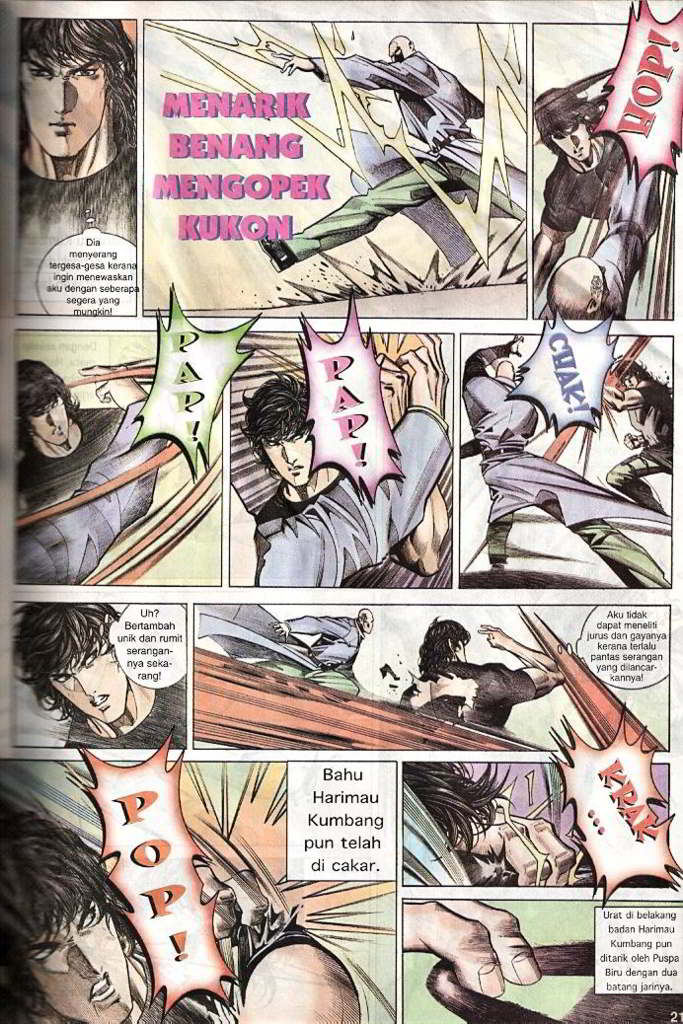 Dia
menyerang
tergesa-gesa kerana
ingin menewaskan
aku dengan seberapa
segera yang
mungkin!
MENARIK
BENANG
MENGOPEK
KUKON
HOP!
PAP!
PAP!
CHAK!
Uh?
Bertambah
unik dan rumit
serangan-
nya seka-
rang!
Aku tidak
dapat meneliti
jurus dan gayanya
kerana terlalu
pantas serangan
yang dilancar-
kannya!
POP!
Bahu
Harimau
Kumbang
pun telah
di cakar.
KRAK
...
Urat di belakang
badan Harimau
Kumbang pun
ditarik oleh Puspa
Biru dengan dua
batang jarinya.
21